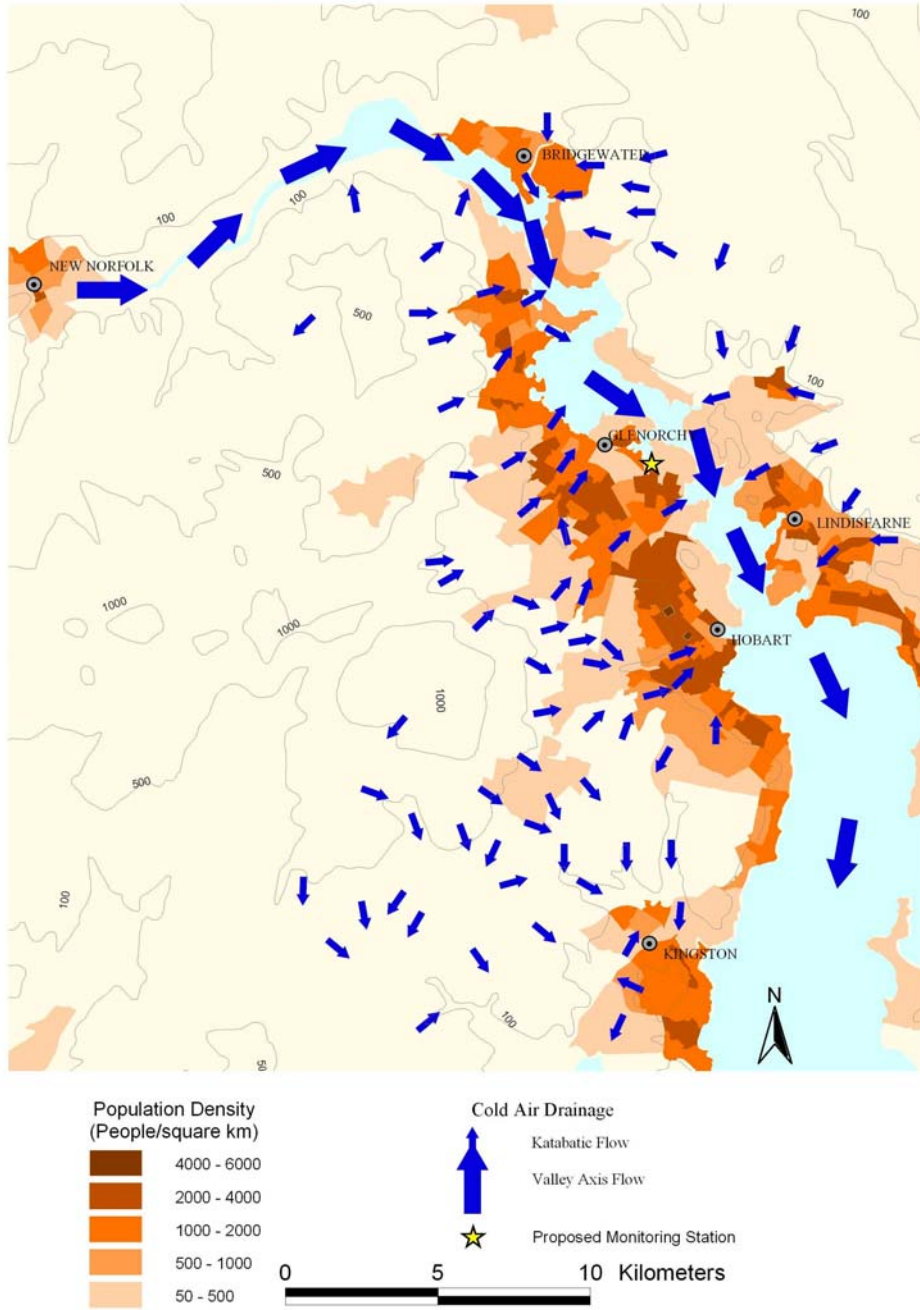 100
100
BRIDGEWATER
100
100
NEW NORFOLK
500
100
GLENORCH
500
LINDISFARNE
1000
1000
HOBART
1000
500
100
KINGSTON
N
100
50
Population Density
(People/square km)
4000 - 6000
2000 - 4000
1000 - 2000
500 - 1000
50 - 500
Cold Air Drainage
Katabatic Flow
Valley Axis Flow
Proposed Monitoring Station
0 5 10 Kilometers